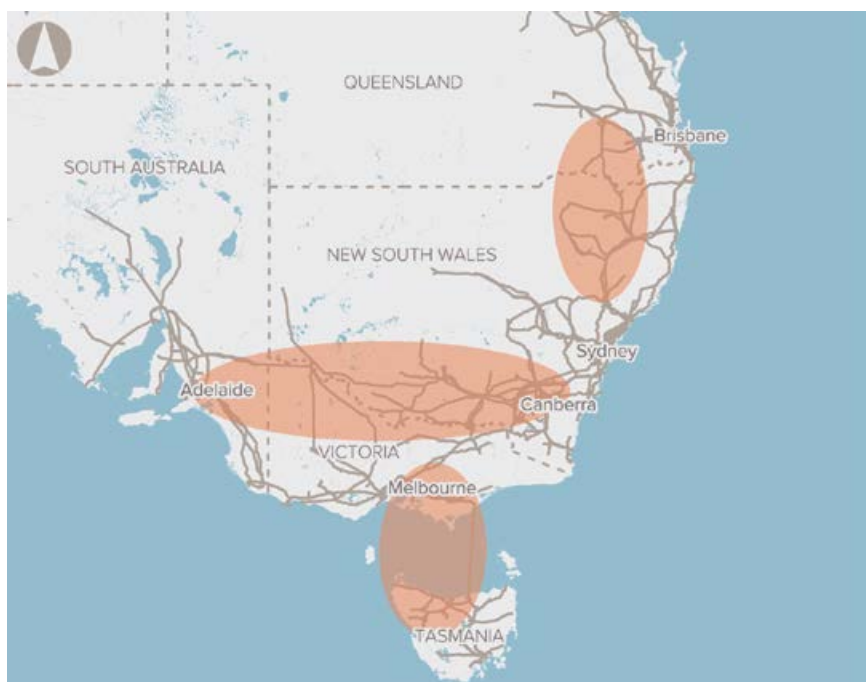 QUEENSLAND
Brisbane
SOUTH AUSTRALIA
NEW SOUTH WALES
Sydney
Adelaide
Canberra
VICTORIA
Melbourne
TASMANIA